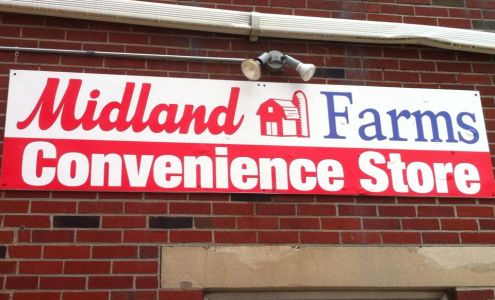 Midland Farms
Convenience Store